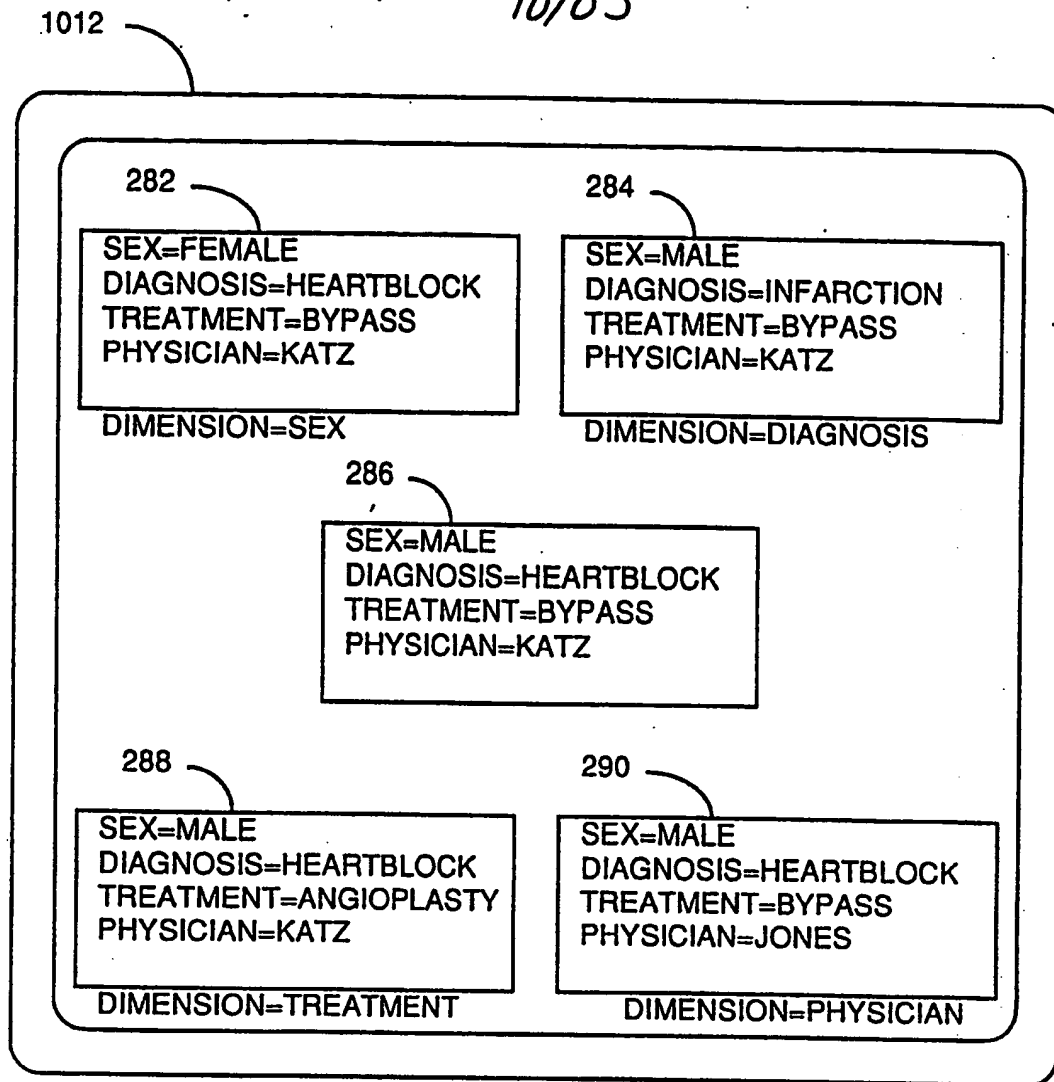 10/63
1012
282
SEX=FEMALE
DIAGNOSIS=HEARTBLOCK
TREATMENT=BYPASS
PHYSICIAN=KATZ
DIMENSION=SEX
284
SEX=MALE
DIAGNOSIS=INFARCTION
TREATMENT=BYPASS
PHYSICIAN=KATZ
DIMENSION=DIAGNOSIS
286
SEX=MALE
DIAGNOSIS=HEARTBLOCK
TREATMENT=BYPASS
PHYSICIAN=KATZ
288
SEX=MALE
DIAGNOSIS=HEARTBLOCK
TREATMENT=ANGIOPLASTY
PHYSICIAN=KATZ
DIMENSION=TREATMENT
290
SEX=MALE
DIAGNOSIS=HEARTBLOCK
TREATMENT=BYPASS
PHYSICIAN=JONES
DIMENSION=PHYSICIAN